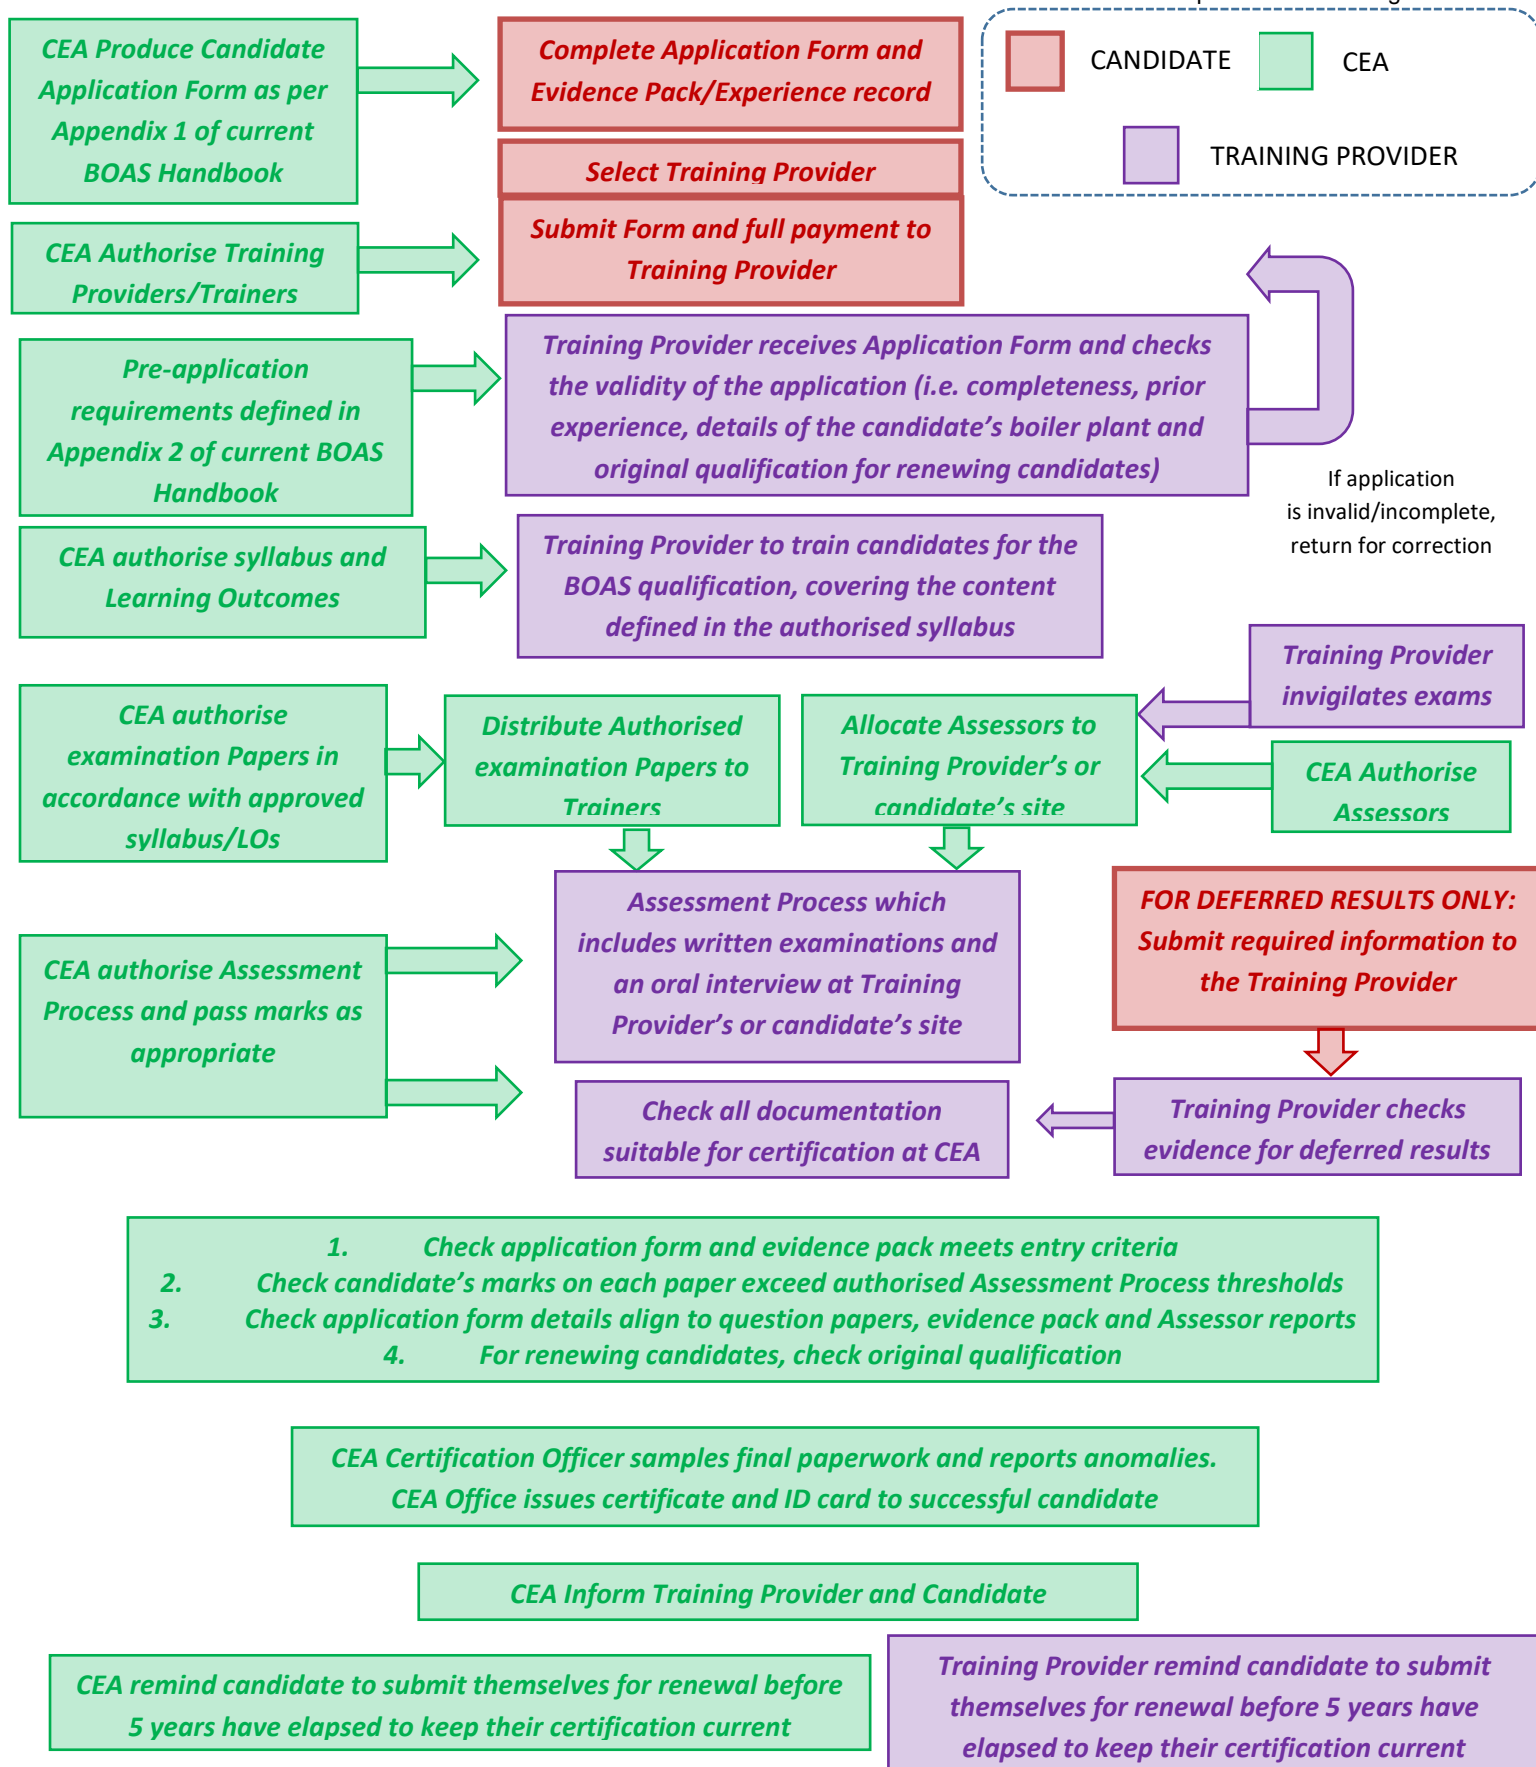 CEA Produce Candidate
Application Form as per
Appendix 1 of current
BOAS Handbook
Complete Application Form and
Evidence Pack/Experience record
CANDIDATE
CEA
TRAINING PROVIDER
Select Training Provider
CEA Authorise Training
Providers/Trainers
Submit Form and full payment to
Training Provider
Pre-application
requirements defined in
Appendix 2 of current BOAS
Handbook
Training Provider receives Application Form and checks
the validity of the application (i.e. completeness, prior
experience, details of the candidate’s boiler plant and
original qualification for renewing candidates)
If application
is invalid/incomplete,
return for correction
CEA authorise syllabus and
Learning Outcomes
Training Provider to train candidates for the
BOAS qualification, covering the content
defined in the authorised syllabus
Training Provider
invigilates exams
CEA authorise
examination Papers in
accordance with approved
syllabus/LOs
Distribute Authorised
examination Papers to
Trainers
Allocate Assessors to
Training Provider’s or
candidate’s site
CEA Authorise
Assessors
Assessment Process which
includes written examinations and
an oral interview at Training
Provider’s or candidate’s site
FOR DEFERRED RESULTS ONLY:
Submit required information to
the Training Provider
CEA authorise Assessment
Process and pass marks as
appropriate
Check all documentation
suitable for certification at CEA
Training Provider checks
evidence for deferred results
1. Check application form and evidence pack meets entry criteria
2. Check candidate’s marks on each paper exceed authorised Assessment Process thresholds
3. Check application form details align to question papers, evidence pack and Assessor reports
4. For renewing candidates, check original qualification
CEA Certification Officer samples final paperwork and reports anomalies.
CEA Office issues certificate and ID card to successful candidate
CEA Inform Training Provider and Candidate
CEA remind candidate to submit themselves for renewal before
5 years have elapsed to keep their certification current
Training Provider remind candidate to submit
themselves for renewal before 5 years have
elapsed to keep their certification current